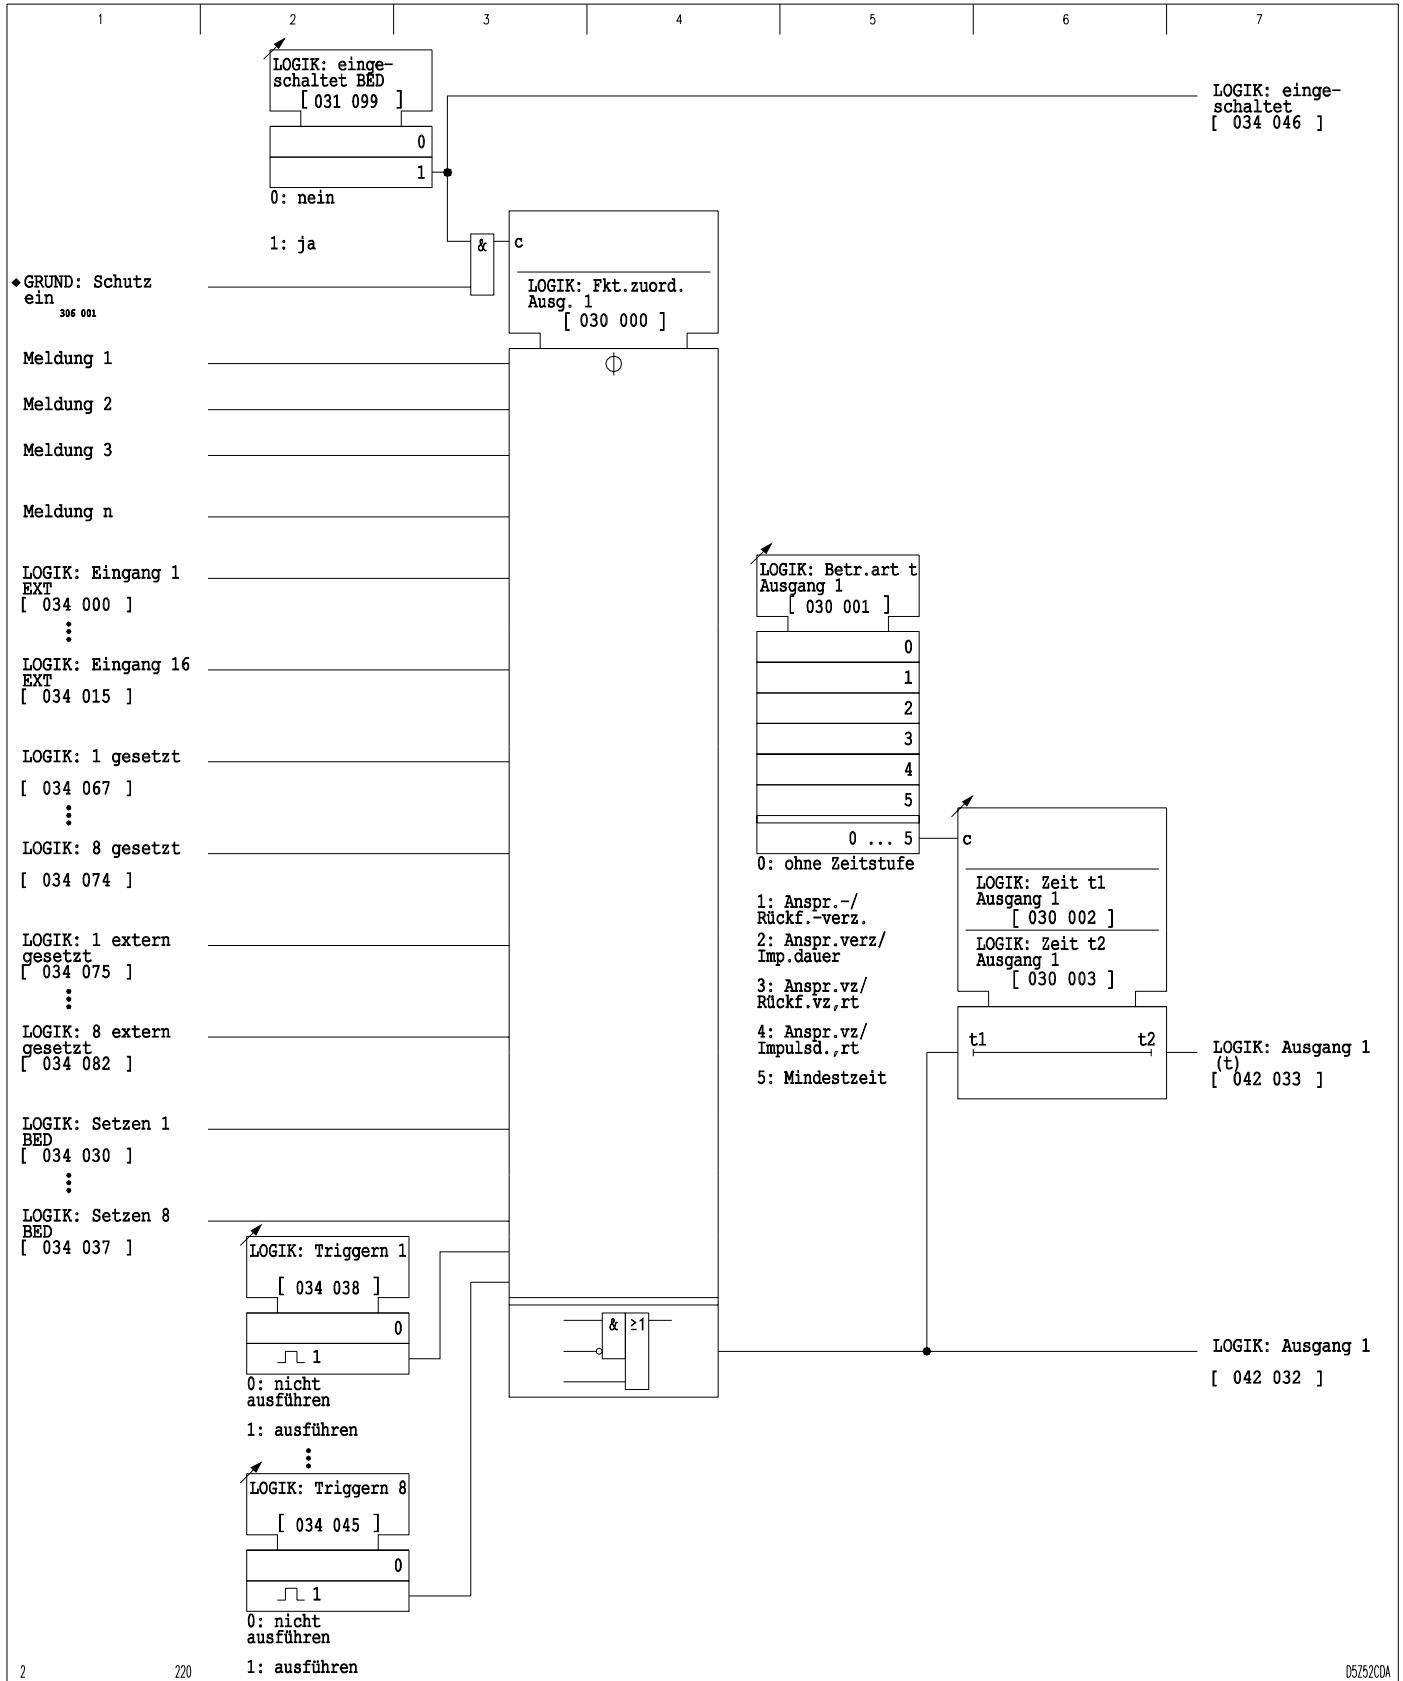 1 2 3 4 5 6 7
LOGIK: einge-
schaltet BED
[ 031 099 ]
0
1
0: nein
1: ja
LOGIK: einge-
schaltet
[ 034 046 ]
&
c
LOGIK: Fkt.zuord.
Ausg. 1
[ 030 000 ]
◆GRUND: Schutz
ein
306 001
Meldung 1
Meldung 2
Meldung 3
Meldung n
LOGIK: Eingang 1
EXT
[ 034 000 ]
LOGIK: Eingang 16
EXT
[ 034 015 ]
LOGIK: 1 gesetzt
[ 034 067 ]
LOGIK: 8 gesetzt
[ 034 074 ]
LOGIK: 1 extern
gesetzt
[ 034 075 ]
LOGIK: 8 extern
gesetzt
[ 034 082 ]
LOGIK: Setzen 1
BED
[ 034 030 ]
LOGIK: Setzen 8
BED
[ 034 037 ]
LOGIK: Triggern 1
[ 034 038 ]
0
1
0: nicht
ausführen
1: ausführen
LOGIK: Triggern 8
[ 034 045 ]
0
1
0: nicht
ausführen
1: ausführen
& ≥1
LOGIK: Betr.art t
Ausgang 1
[ 030 001 ]
0
1
2
3
4
5
0 ... 5
0: ohne Zeitstufe
1: Anspr.-/
Rückf.-verz.
2: Anspr.verz/
Imp.dauer
3: Anspr.vz/
Rückf.vz,rt
4: Anspr.vz/
Impulsd.,rt
5: Mindestzeit
c
LOGIK: Zeit t1
Ausgang 1
[ 030 002 ]
LOGIK: Zeit t2
Ausgang 1
[ 030 003 ]
t1 t2
LOGIK: Ausgang 1
(t)
[ 042 033 ]
LOGIK: Ausgang 1
[ 042 032 ]
2 220 D5Z52CDA